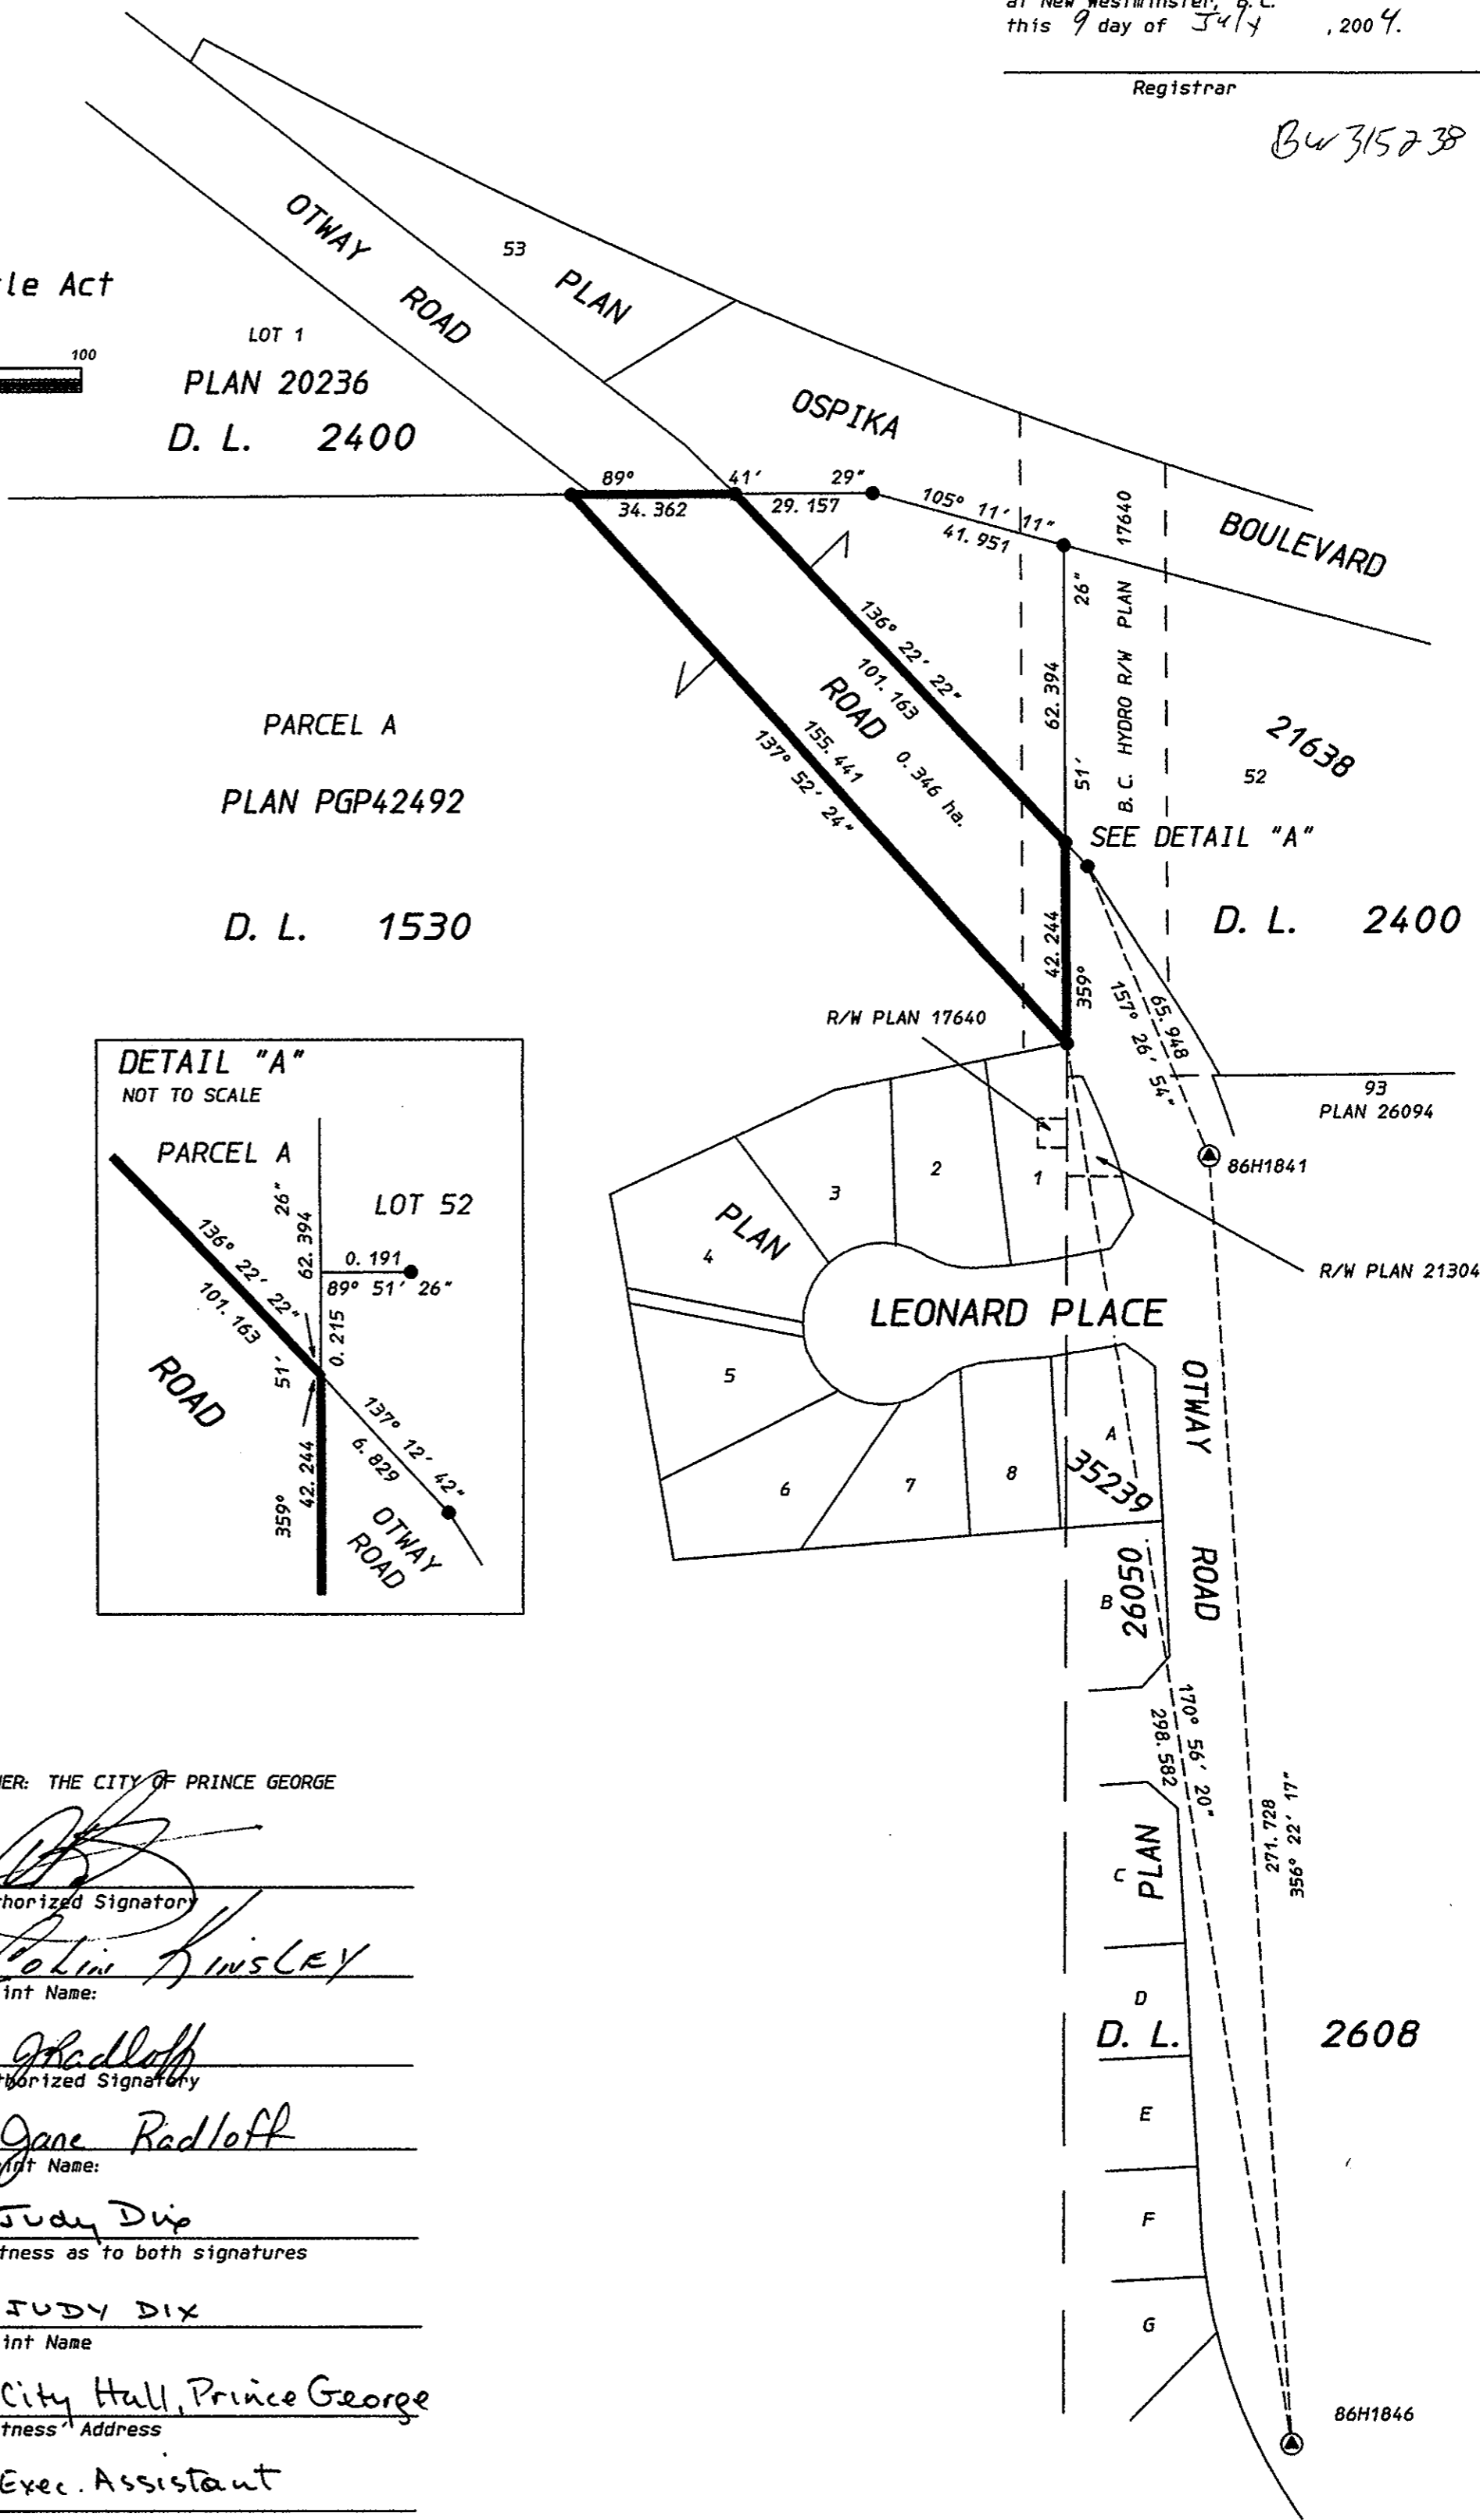 at New Westminster, B.C.
this 9 day of July , 2004.
Registrar
BW315238
OTWAY
ROAD
53
PLAN
le Act
100
LOT 1
PLAN 20236
D. L. 2400
OSPIKA
BOULEVARD
89° 41' 29"
34.362
29.157
105° 11' 11"
41.951
B.C. HYDRO R/W PLAN 17640
26"
62.394
51'
136° 22' 22"
101.163
ROAD
0.346 ha.
155.441
137° 52' 24"
21638
52
PARCEL A
PLAN PGP42492
D. L. 1530
SEE DETAIL "A"
D. L. 2400
42.244
359°
65.948
157° 26' 54"
R/W PLAN 17640
93
PLAN 26094
86H1841
R/W PLAN 21304
DETAIL "A"
NOT TO SCALE
PARCEL A
LOT 52
26"
62.394
136° 22' 22"
101.163
0.191
89° 51' 26"
0.215
51'
ROAD
137° 12' 42"
6.829
359°
42.244
OTWAY
ROAD
1
2
3
PLAN
4
LEONARD PLACE
5
6
7
8
A
35239
OTWAY
ROAD
B
26050
170° 56' 20"
298.582
271.728
356° 22' 17"
C
PLAN
D
D. L. 2608
E
F
G
86H1846
ER: THE CITY OF PRINCE GEORGE
horized Signatory
Colin Kinsley
int Name:
JRadloff
thorized Signatory
Jane Radloff
int Name:
Judy Dix
tness as to both signatures
JUDY DIX
int Name
City Hall, Prince George
tness' Address
Exec. Assistant